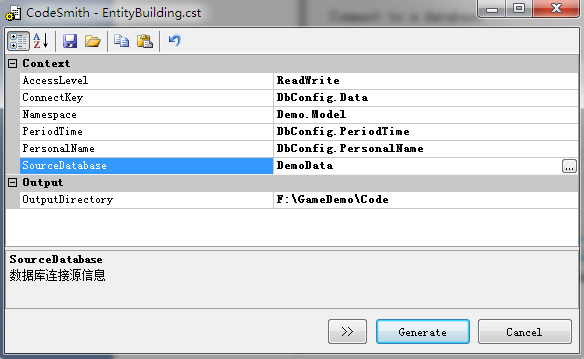 CodeSmith - EntityBuilding.cst
Context
AccessLevel ReadWrite
ConnectKey DbConfig.Data
Namespace Demo.Model
PeriodTime DbConfig.PeriodTime
PersonalName DbConfig.PersonalName
SourceDatabase DemoData ...
Output
OutputDirectory F:\GameDemo\Code
SourceDatabase
数据库连接源信息
>> Generate Cancel